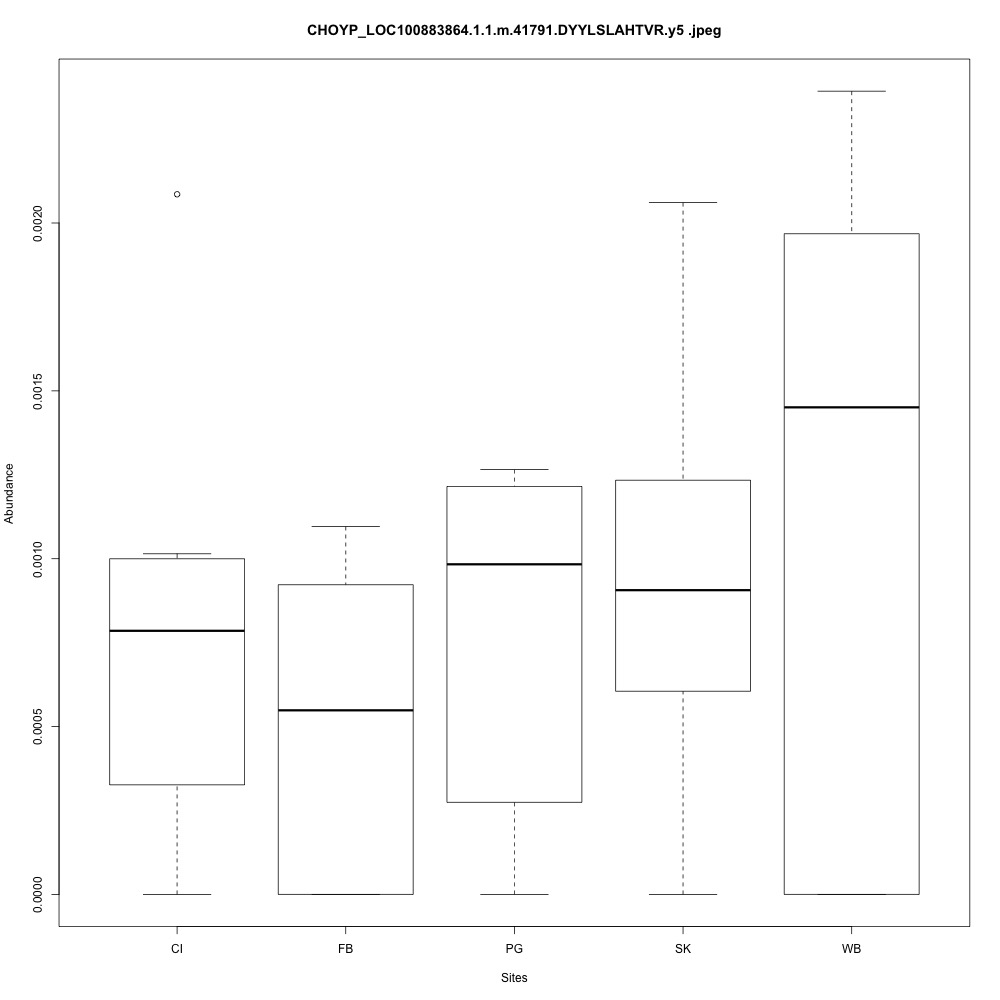 CHOYP_LOC100883864.1.1.m.41791.DYYLSLAHTVR.y5 .jpeg
Abundance
0.0020
0.0015
0.0010
0.0005
0.0000
CI FB PG SK WB
Sites